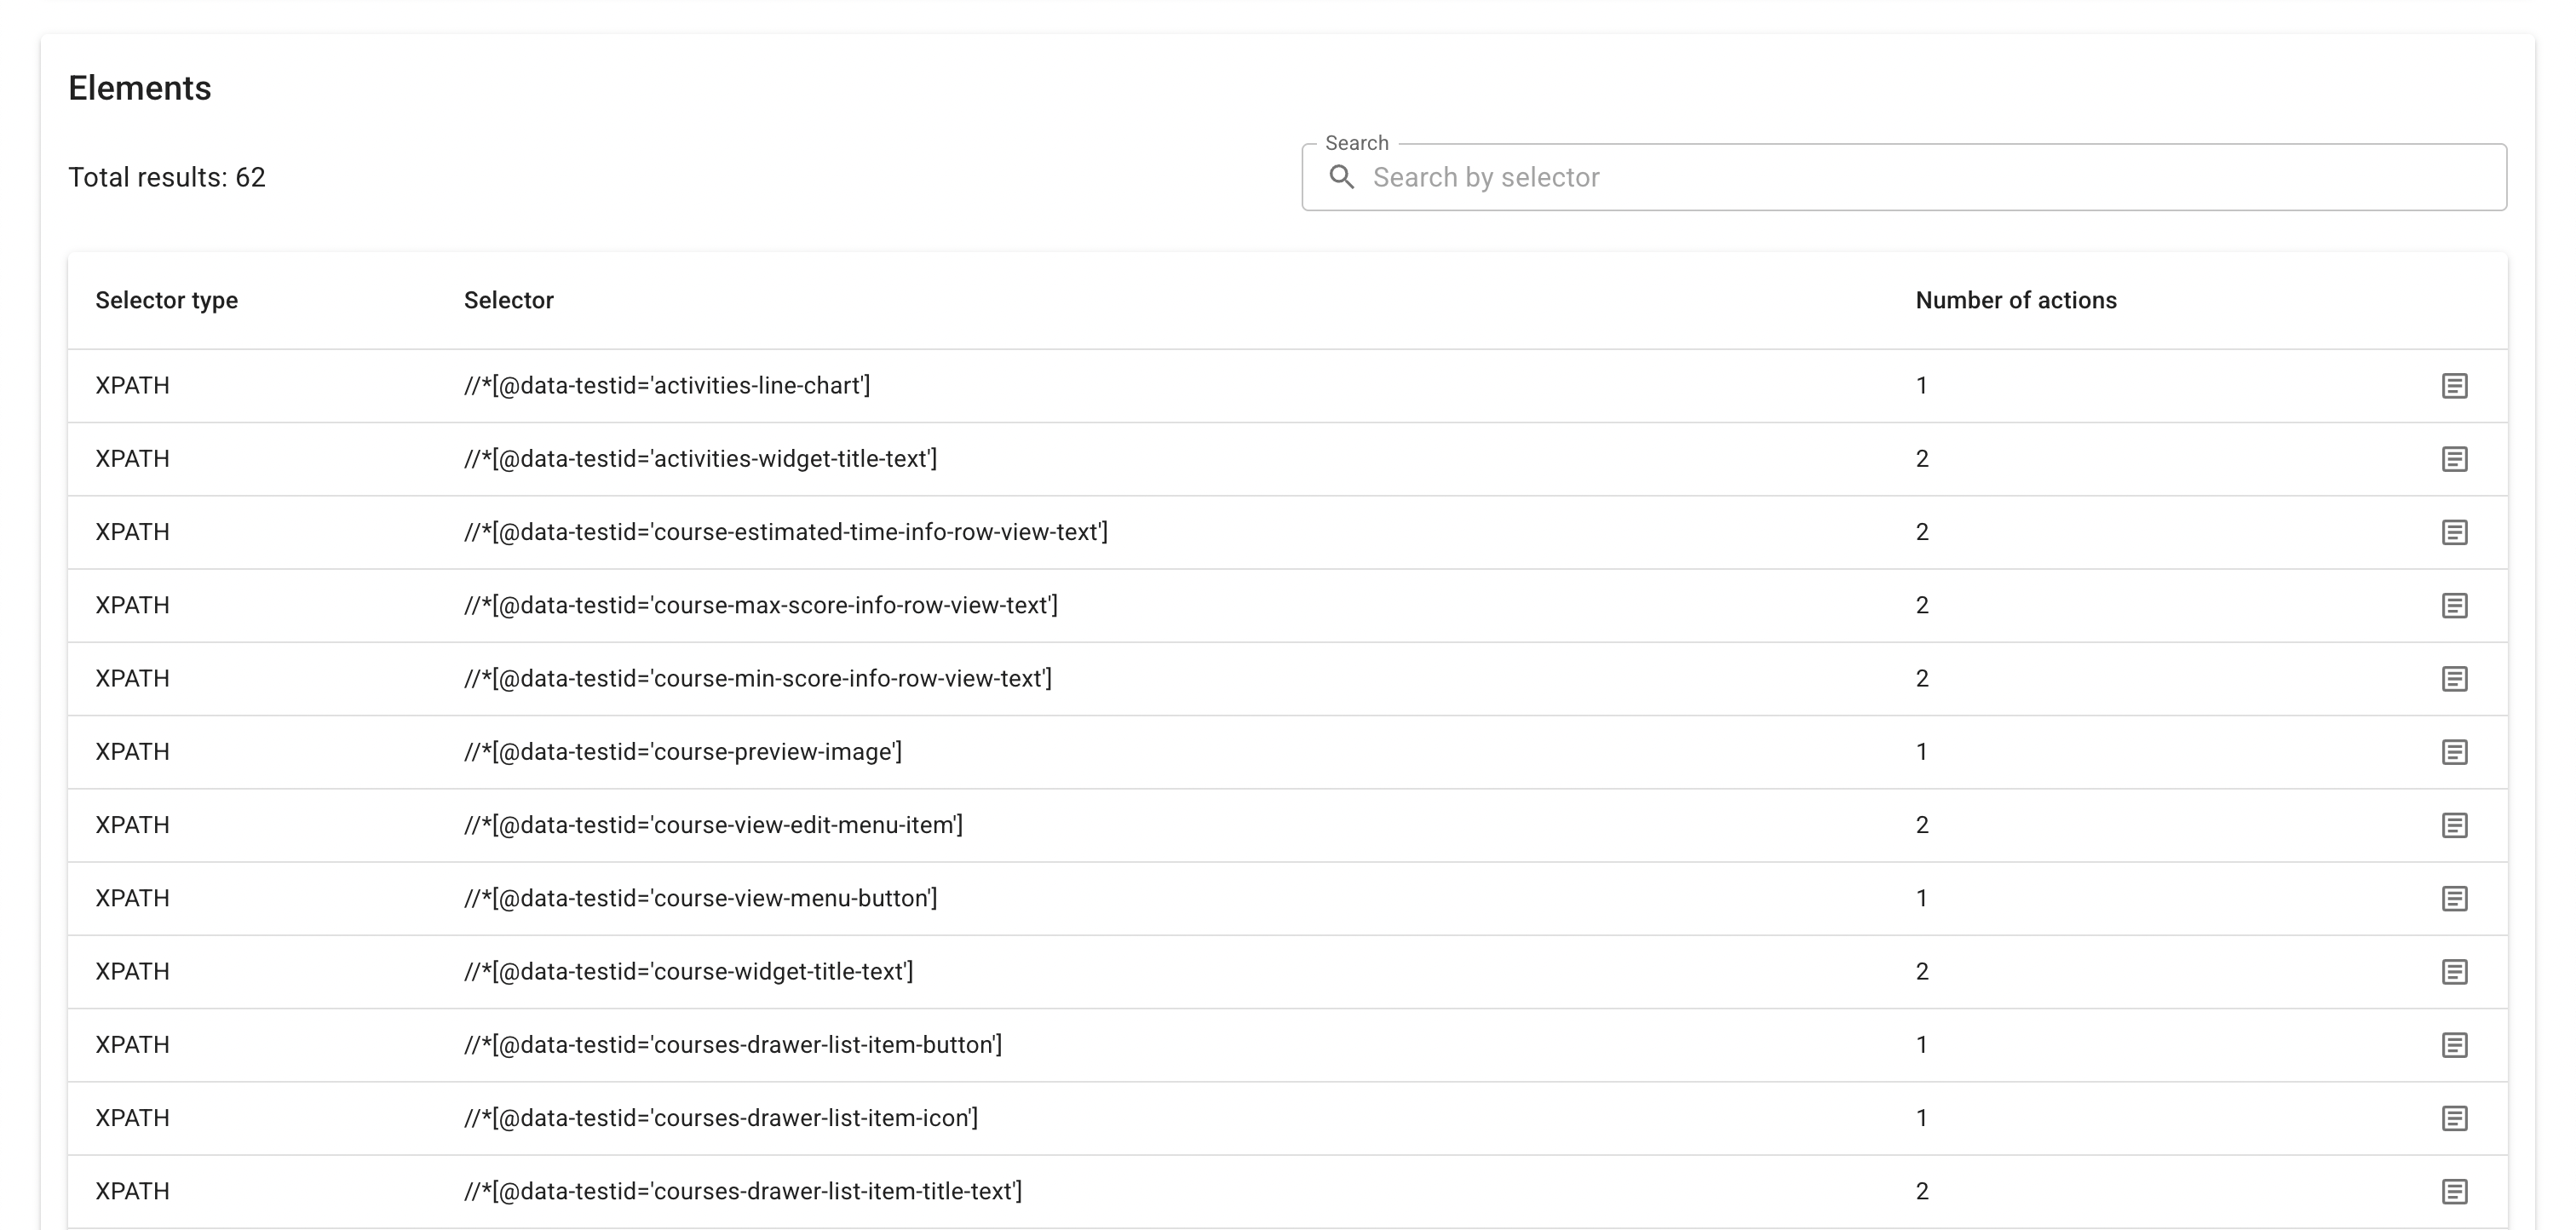 Elements
Search
Total results: 62
Search by selector
Selector type Selector Number of actions
XPATH //*[@data-testid='activities-line-chart'] 1
XPATH //*[@data-testid='activities-widget-title-text'] 2
XPATH //*[@data-testid='course-estimated-time-info-row-view-text'] 2
XPATH //*[@data-testid='course-max-score-info-row-view-text'] 2
XPATH //*[@data-testid='course-min-score-info-row-view-text'] 2
XPATH //*[@data-testid='course-preview-image'] 1
XPATH //*[@data-testid='course-view-edit-menu-item'] 2
XPATH //*[@data-testid='course-view-menu-button'] 1
XPATH //*[@data-testid='course-widget-title-text'] 2
XPATH //*[@data-testid='courses-drawer-list-item-button'] 1
XPATH //*[@data-testid='courses-drawer-list-item-icon'] 1
XPATH //*[@data-testid='courses-drawer-list-item-title-text'] 2